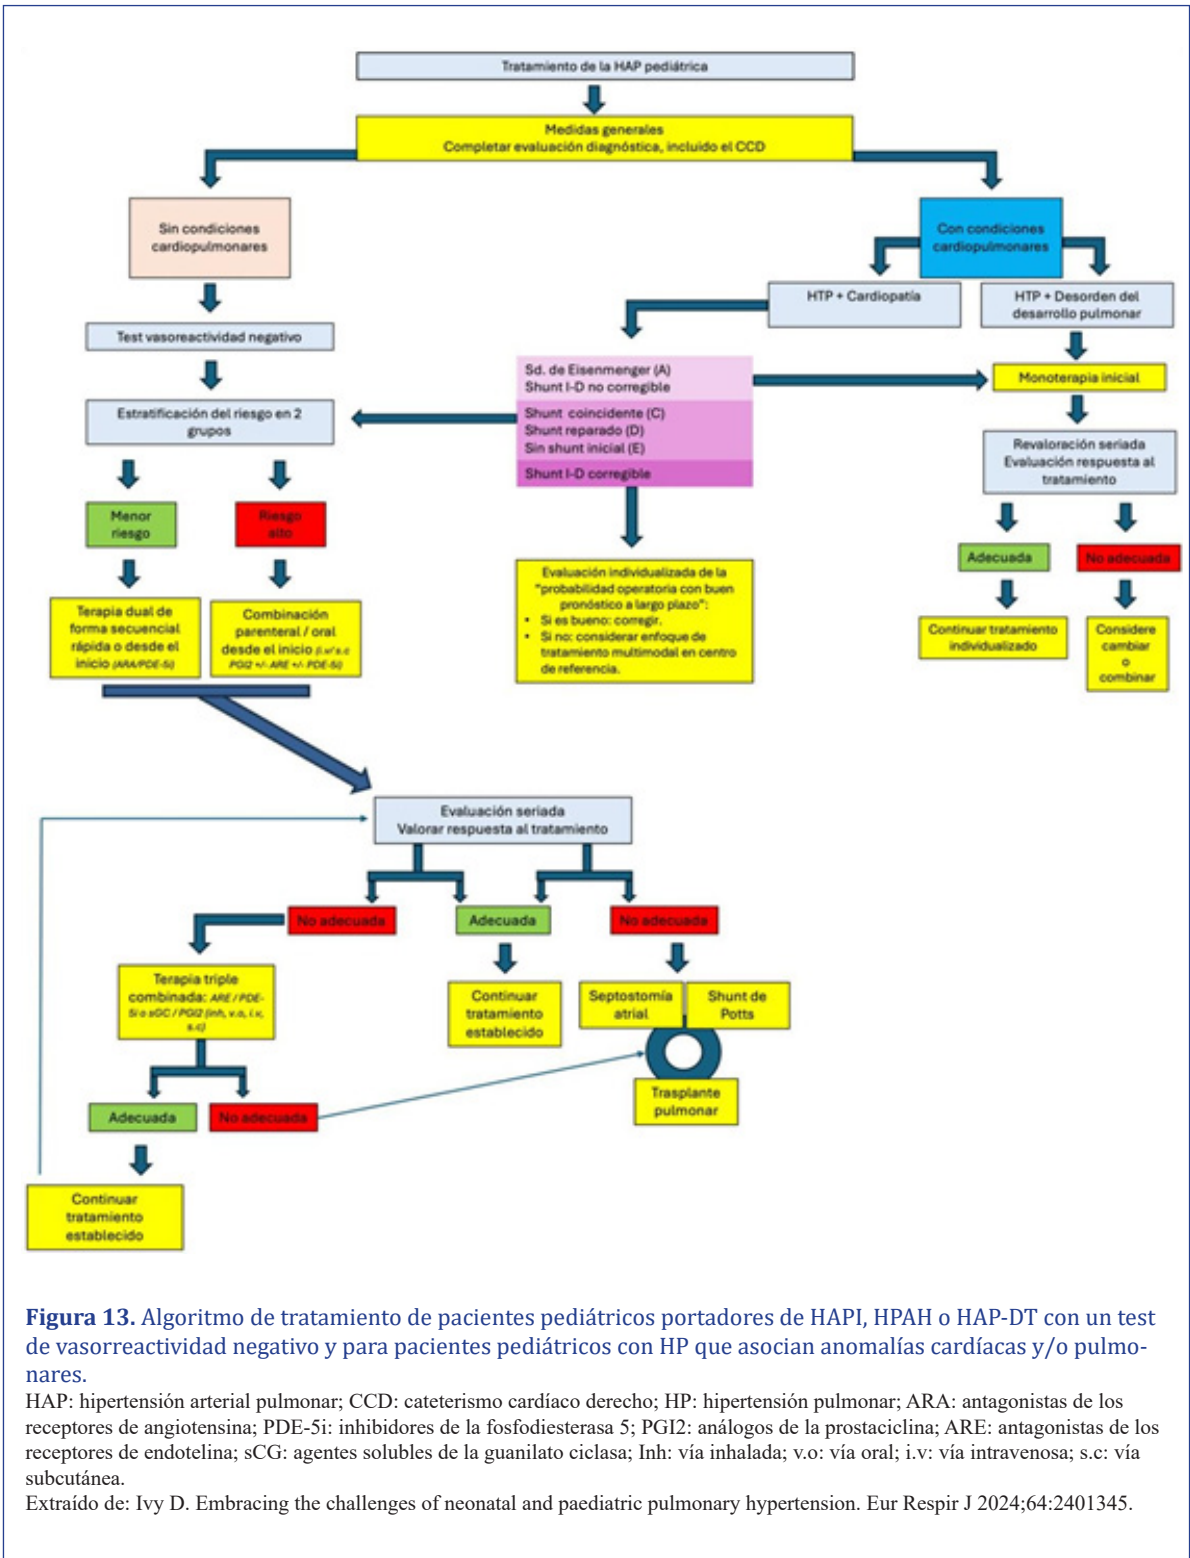 Tratamiento de la HAP pediátrica
Medidas generales
Completar evaluación diagnóstica, incluido el CCD
Sin condiciones
cardiopulmonares
Con condiciones
cardiopulmonares
HTP + Cardiopatía
HTP + Desorden del
desarrollo pulmonar
Test vasoreactividad negativo
Sd. de Eisenmenger (A)
Shunt I-D no corregible
Shunt coincidente (C)
Shunt reparado (D)
Sin shunt inicial (E)
Shunt I-D corregible
Monoterapia inicial
Estratificación del riesgo en 2
grupos
Revaloración seriada
Evaluación respuesta al
tratamiento
Menor
riesgo
Riesgo
alto
Adecuada
No adecuada
Terapia dual de
forma secuencial
rápida o desde el
inicio (ARA/PDE-5i)
Combinación
parenteral / oral
desde el inicio (i.v/ s.c
PGI2 +/- ARE +/- PDE-5i)
Evaluación individualizada de la
“probabilidad operatoria con buen
pronóstico a largo plazo”:
• Si es bueno: corregir.
• Si no: considerar enfoque de
tratamiento multimodal en centro
de referencia.
Continuar tratamiento
individualizado
Considere
cambiar
o
combinar
Evaluación seriada
Valorar respuesta al tratamiento
No adecuada
Adecuada
No adecuada
Terapia triple
combinada: ARE / PDE-
5i o sGC / PGI2 (inh, v.o, i.v,
s.c)
Continuar
tratamiento
establecido
Septostomía
atrial
Shunt de
Potts
Trasplante
pulmonar
Adecuada
No adecuada
Continuar
tratamiento
establecido
Figura 13. Algoritmo de tratamiento de pacientes pediátricos portadores de HAPI, HPAH o HAP-DT con un test
de vasorreactividad negativo y para pacientes pediátricos con HP que asocian anomalías cardíacas y/o pulmo-
nares.
HAP: hipertensión arterial pulmonar; CCD: cateterismo cardíaco derecho; HP: hipertensión pulmonar; ARA: antagonistas de los
receptores de angiotensina; PDE-5i: inhibidores de la fosfodiesterasa 5; PGI2: análogos de la prostaciclina; ARE: antagonistas de los
receptores de endotelina; sCG: agentes solubles de la guanilato ciclasa; Inh: vía inhalada; v.o: vía oral; i.v: vía intravenosa; s.c: vía
subcutánea.
Extraído de: Ivy D. Embracing the challenges of neonatal and paediatric pulmonary hypertension. Eur Respir J 2024;64:2401345.